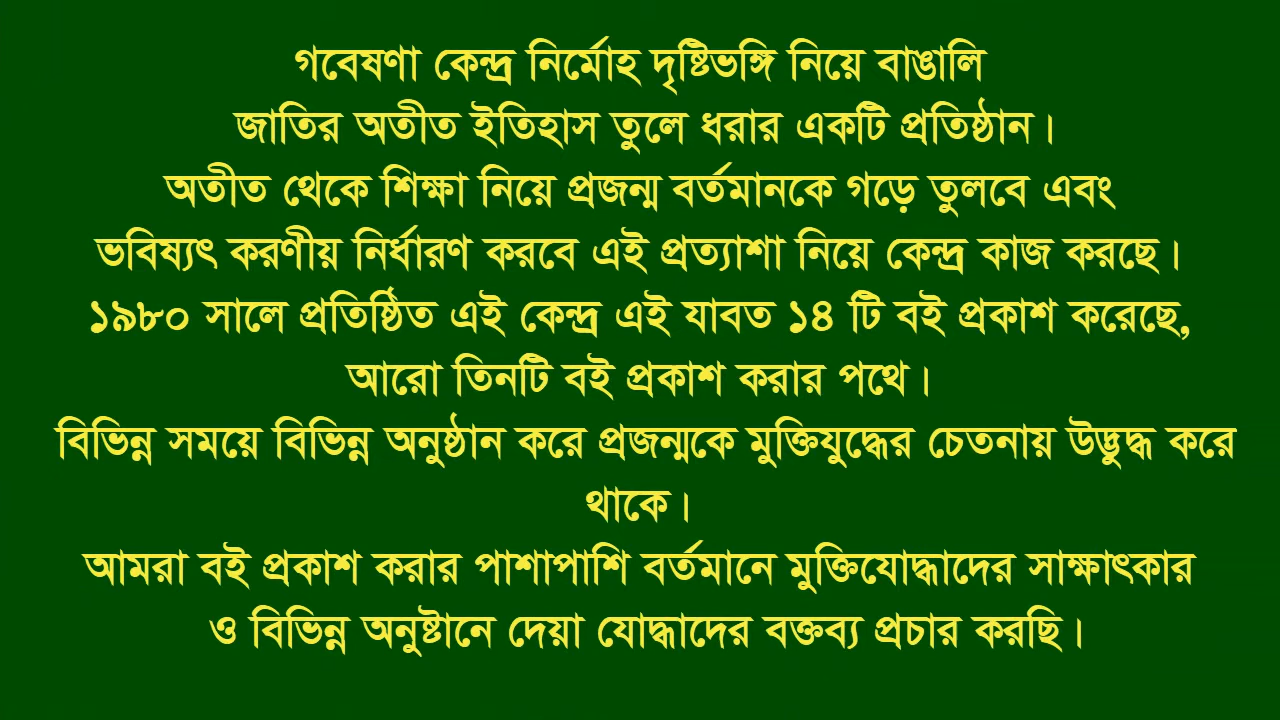 গবেষণা কেন্দ্র নির্মোহ দৃষ্টিভঙ্গি নিয়ে বাঙালি
জাতির অতীত ইতিহাস তুলে ধরার একটি প্রতিষ্ঠান।
অতীত থেকে শিক্ষা নিয়ে প্রজন্ম বর্তমানকে গড়ে তুলবে এবং
ভবিষ্যৎ করণীয় নির্ধারণ করবে এই প্রত্যাশা নিয়ে কেন্দ্র কাজ করছে।
১৯৮০ সালে প্রতিষ্ঠিত এই কেন্দ্র এই যাবত ১৪ টি বই প্রকাশ করেছে,
আরো তিনটি বই প্রকাশ করার পথে।
বিভিন্ন সময়ে বিভিন্ন অনুষ্ঠান করে প্রজন্মকে মুক্তিযুদ্ধের চেতনায় উদ্ভুদ্ধ করে
থাকে।
আমরা বই প্রকাশ করার পাশাপাশি বর্তমানে মুক্তিযোদ্ধাদের সাক্ষাৎকার
ও বিভিন্ন অনুষ্টানে দেয়া যোদ্ধাদের বক্তব্য প্রচার করছি।